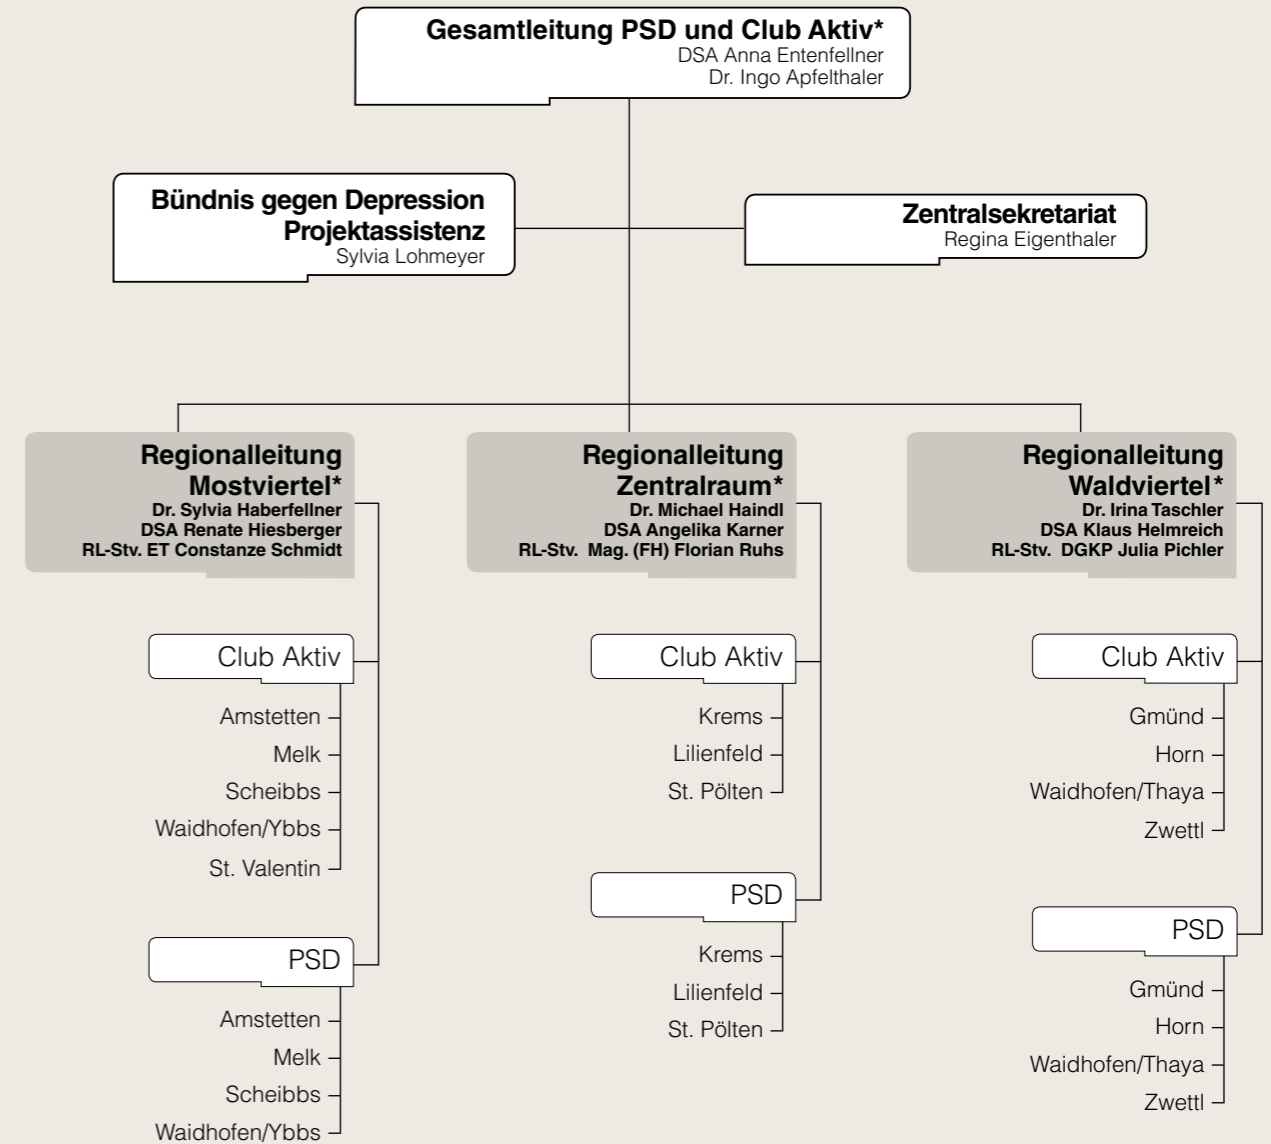 Gesamtleitung PSD und Club Aktiv*
DSA Anna Entenfellner
Dr. Ingo Apfelthaler
Bündnis gegen Depression
Projektassistenz
Sylvia Lohmeyer
Zentralsekretariat
Regina Eigenthaler
Regionalleitung
Mostviertel*
Dr. Sylvia Haberfellner
DSA Renate Hiesberger
RL-Stv. ET Constanze Schmidt
Club Aktiv
Amstetten
Melk
Scheibbs
Waidhofen/Ybbs
St. Valentin
PSD
Amstetten
Melk
Scheibbs
Waidhofen/Ybbs
Regionalleitung
Zentralraum*
Dr. Michael Haindl
DSA Angelika Karner
RL-Stv. Mag. (FH) Florian Ruhs
Club Aktiv
Krems
Lilienfeld
St. Pölten
PSD
Krems
Lilienfeld
St. Pölten
Regionalleitung
Waldviertel*
Dr. Irina Taschler
DSA Klaus Helmreich
RL-Stv. DGKP Julia Pichler
Club Aktiv
Gmünd
Horn
Waidhofen/Thaya
Zwettl
PSD
Gmünd
Horn
Waidhofen/Thaya
Zwettl